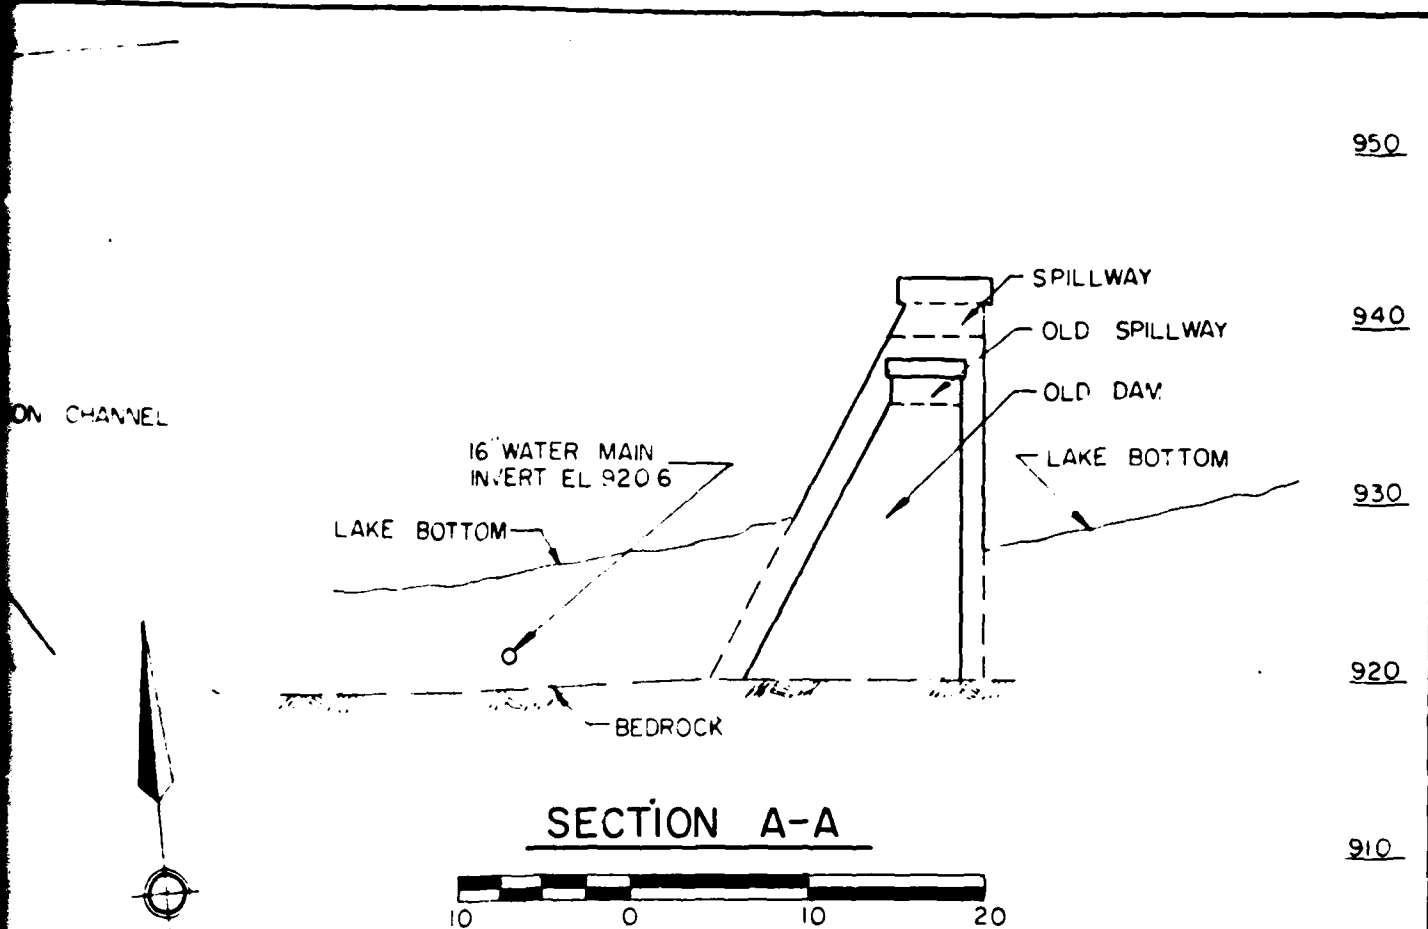 950
SPILLWAY
940
OLD SPILLWAY
OLD DAM
ON CHANNEL
16" WATER MAIN
INVERT EL 920 6
LAKE BOTTOM
930
LAKE BOTTOM
920
BEDROCK
SECTION A-A
910
10 0 10 20